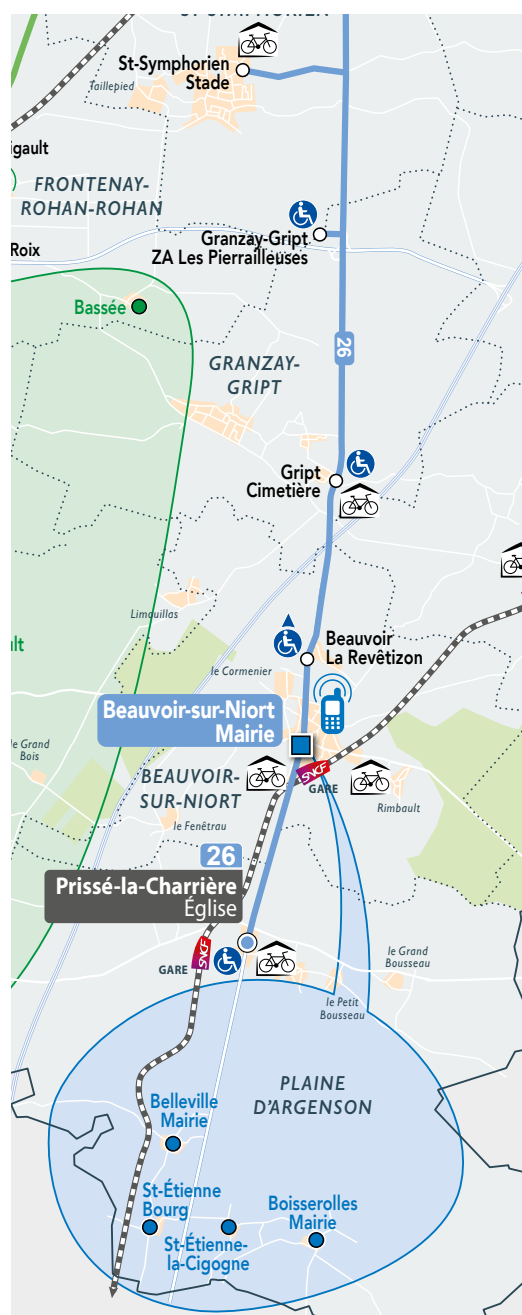 St-Symphorien
Stade
Taillepied
igault
FRONTENAY-
ROHAN-ROHAN
Granzay-Gript
ZA Les Pierrailleuses
Roix
Bassée
26
GRANZAY-
GRIPT
Gript
Cimetière
Limouillas
ult
Beauvoir
La Revêtizon
le Cormenier
Beauvoir-sur-Niort
Mairie
le Grand
Bois
BEAUVOIR-
SUR-NIORT
SNCF
GARE
Rimbault
le Fenêtrau
26
Prissé-la-Charrière
Église
SNCF
GARE
le Grand
Bousseau
le Petit
Bousseau
PLAINE
D'ARGENSON
Belleville
Mairie
St-Étienne
Bourg
St-Étienne-
la-Cigogne
Boisserolles
Mairie